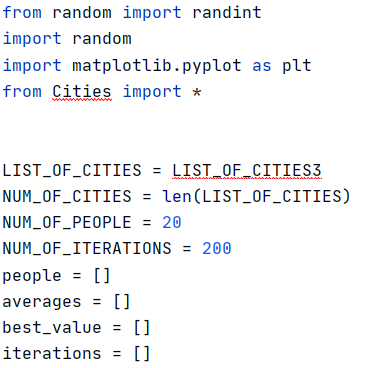 from random import randint
import random
import matplotlib.pyplot as plt
from Cities import *
LIST_OF_CITIES = LIST_OF_CITIES3
NUM_OF_CITIES = len(LIST_OF_CITIES)
NUM_OF_PEOPLE = 20
NUM_OF_ITERATIONS = 200
people = []
averages = []
best_value = []
iterations = []